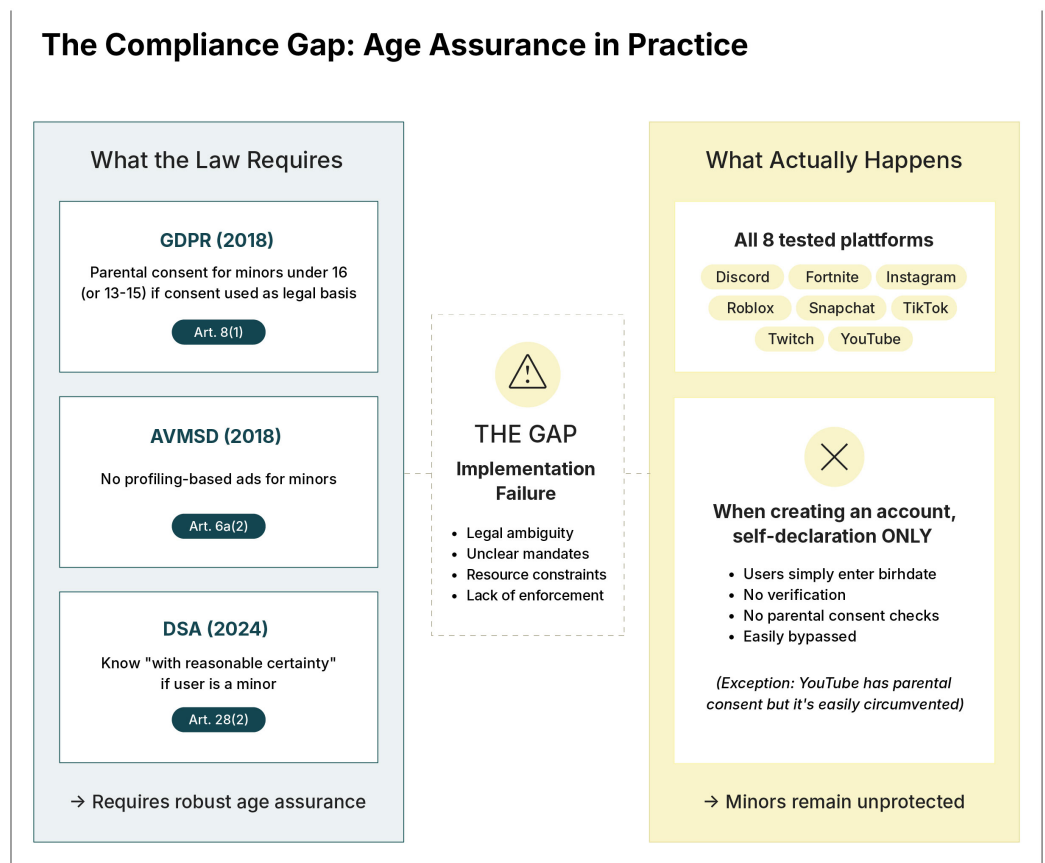 The Compliance Gap: Age Assurance in Practice
What the Law Requires
GDPR (2018)
Parental consent for minors under 16
(or 13-15) if consent used as legal basis
Art. 8(1)
AVMSD (2018)
No profiling-based ads for minors
Art. 6a(2)
DSA (2024)
Know "with reasonable certainty"
if user is a minor
Art. 28(2)
→ Requires robust age assurance
THE GAP
Implementation
Failure
• Legal ambiguity
• Unclear mandates
• Resource constraints
• Lack of enforcement
What Actually Happens
All 8 tested plattforms
Discord Fortnite Instagram
Roblox Snapchat TikTok
Twitch YouTube
When creating an account,
self-declaration ONLY
• Users simply enter birhdate
• No verification
• No parental consent checks
• Easily bypassed
(Exception: YouTube has parental
consent but it's easily circumvented)
→ Minors remain unprotected